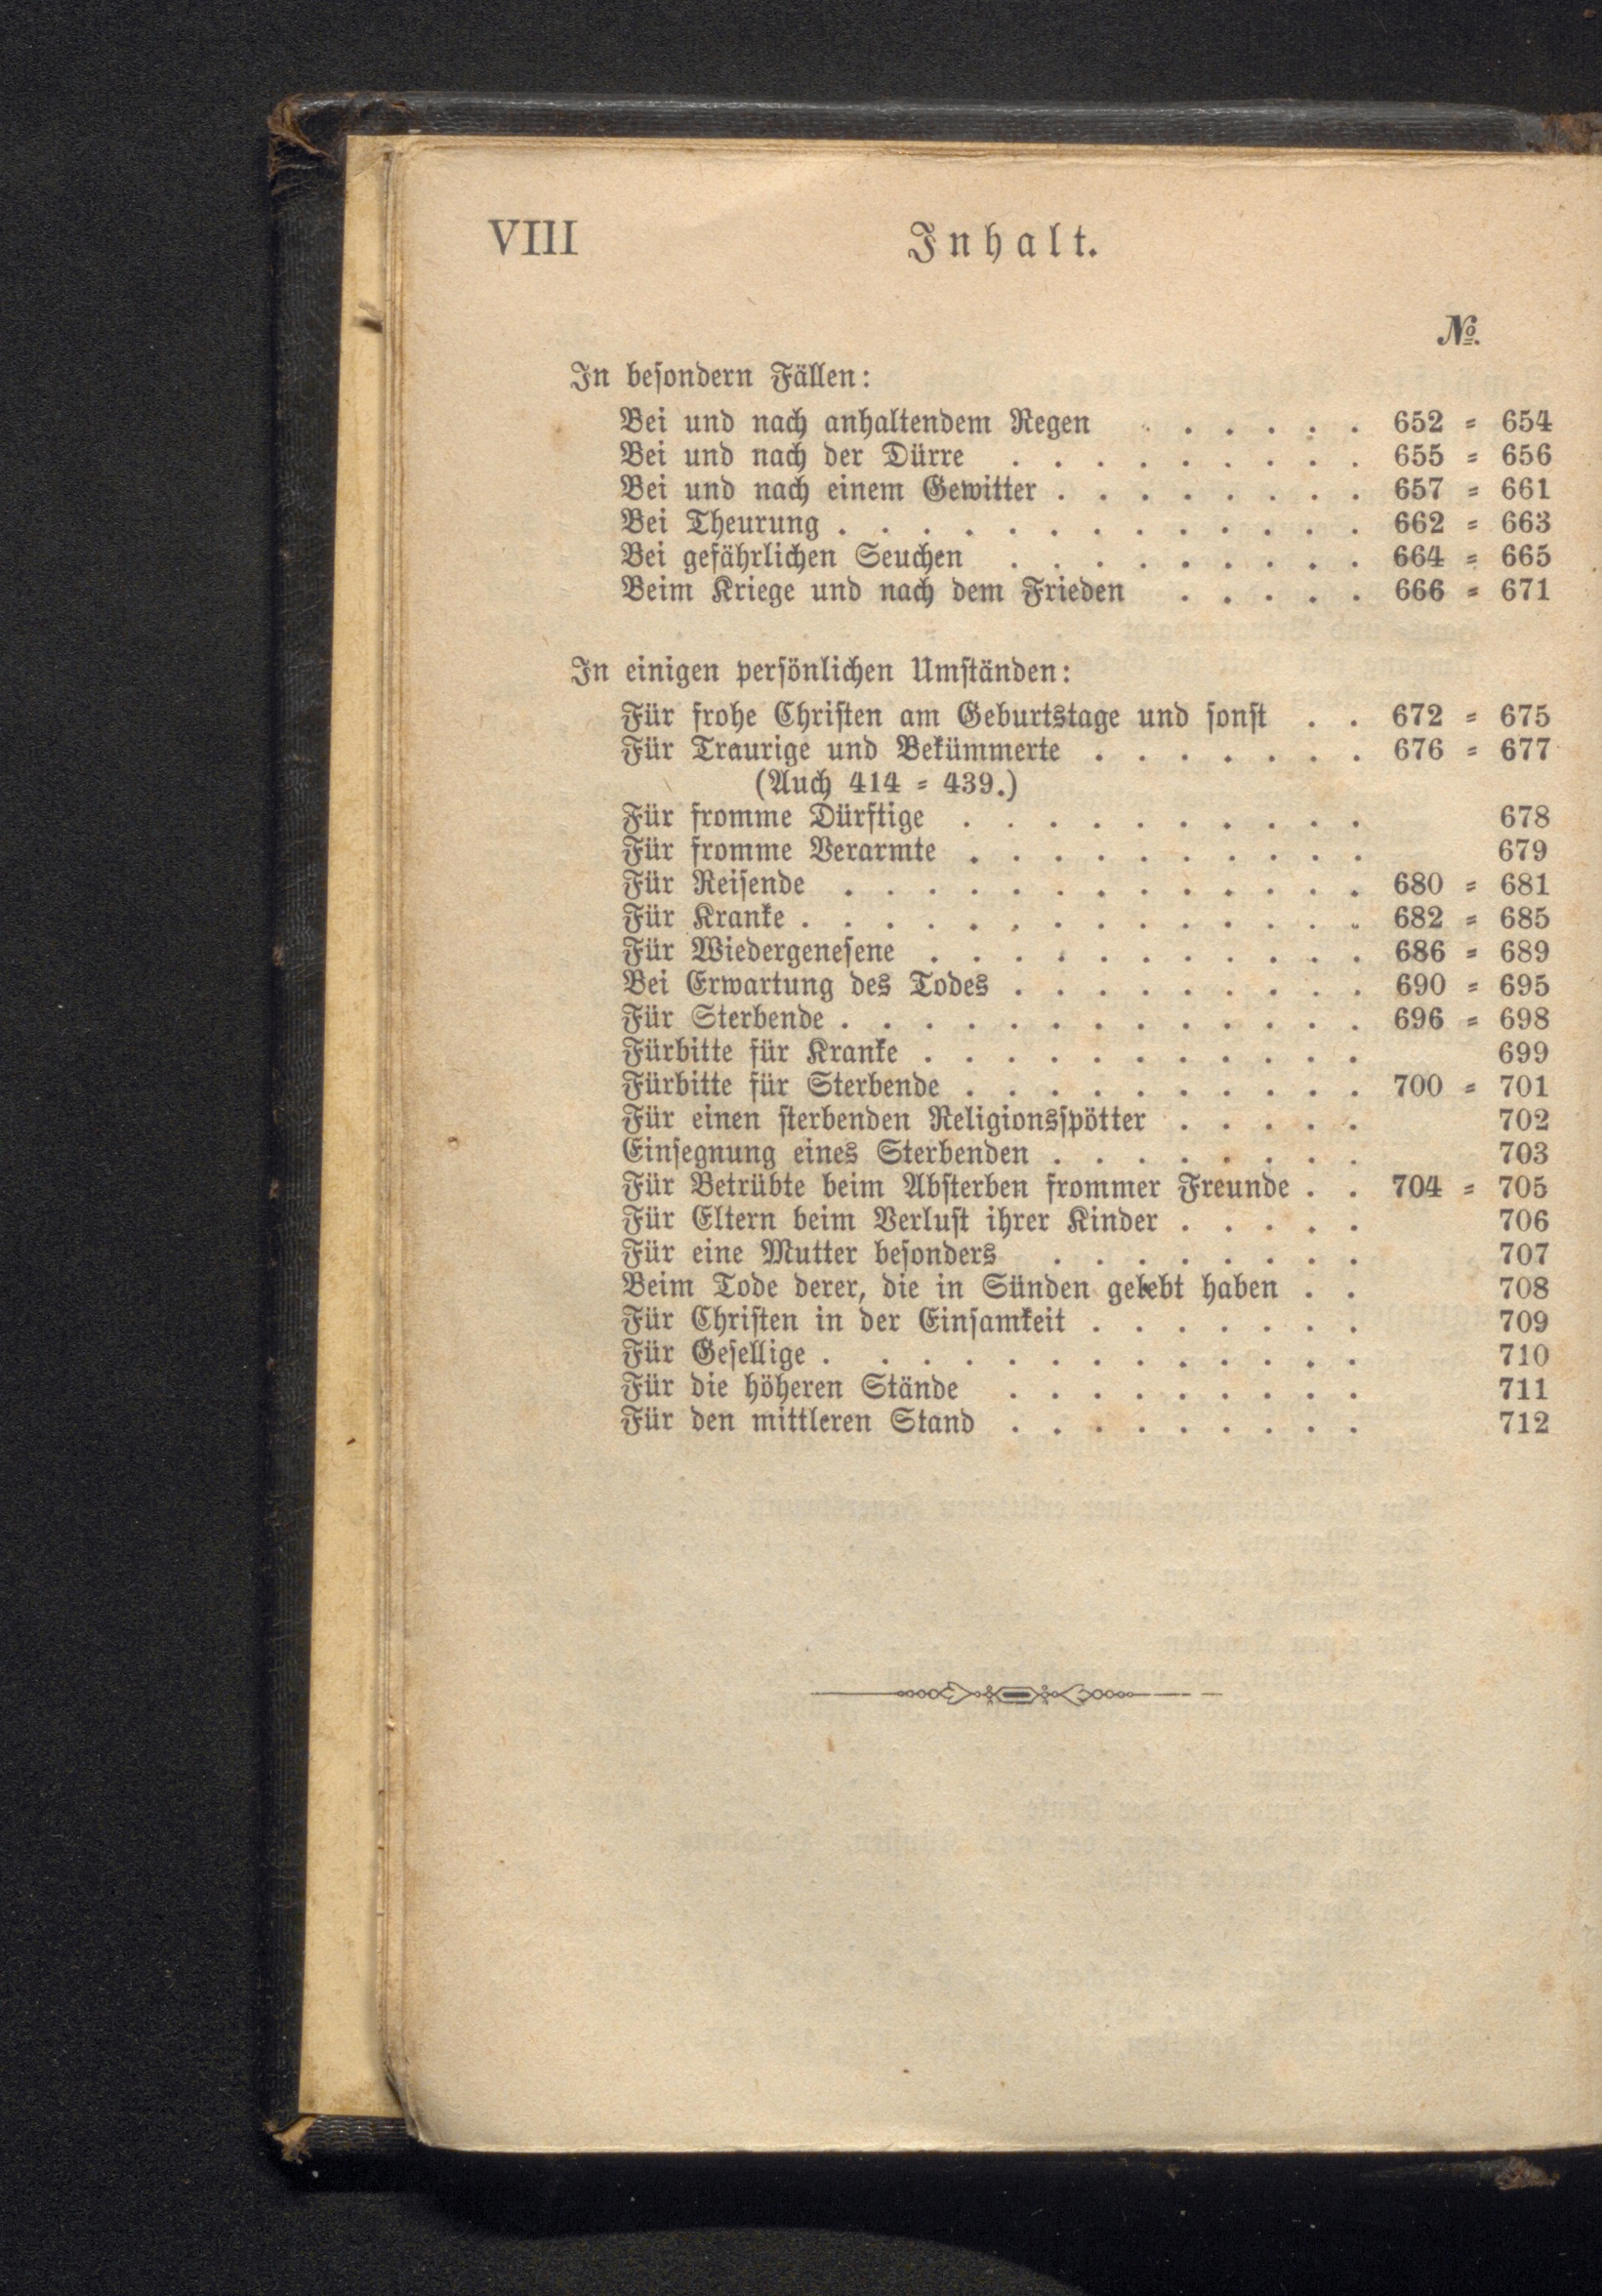 VIII Inhalt.
№.
In beſondern Fällen:
Bei und nach anhaltendem Regen . . . . . 652 = 654
Bei und nach der Dürre . . . . . . . . . 655 = 656
Bei und nach einem Gewitter . . . . . . . . 657 = 661
Bei Theurung . . . . . . . . . . . . . 662 = 663
Bei gefährlichen Seuchen . . . . . . . . . 664 = 665
Beim Kriege und nach dem Frieden . . . . . 666 = 671
In einigen perſönlichen Umſtänden:
Für frohe Chriſten am Geburtstage und ſonſt . . 672 = 675
Für Traurige und Bekümmerte . . . . . . . 676 = 677
(Auch 414 = 439.)
Für fromme Dürftige . . . . . . . . . . 678
Für fromme Verarmte . . . . . . . . . . 679
Für Reiſende . . . . . . . . . . . . . 680 = 681
Für Kranke . . . . . . . . . . . . . . 682 = 685
Für Wiedergeneſene . . . . . . . . . . . 686 = 689
Bei Erwartung des Todes . . . . . . . . . 690 = 695
Für Sterbende . . . . . . . . . . . . . 696 = 698
Fürbitte für Kranke . . . . . . . . . . . 699
Fürbitte für Sterbende . . . . . . . . . . 700 = 701
Für einen ſterbenden Religionsſpötter . . . . . 702
Einſegnung eines Sterbenden . . . . . . . . 703
Für Betrübte beim Abſterben frommer Freunde . . 704 = 705
Für Eltern beim Verluſt ihrer Kinder . . . . . 706
Für eine Mutter beſonders . . . . . . . . 707
Beim Tode derer, die in Sünden gelebt haben . . 708
Für Chriſten in der Einſamkeit . . . . . . . 709
Für Geſellige . . . . . . . . . . . . . 710
Für die höheren Stände . . . . . . . . . 711
Für den mittleren Stand . . . . . . . . . 712